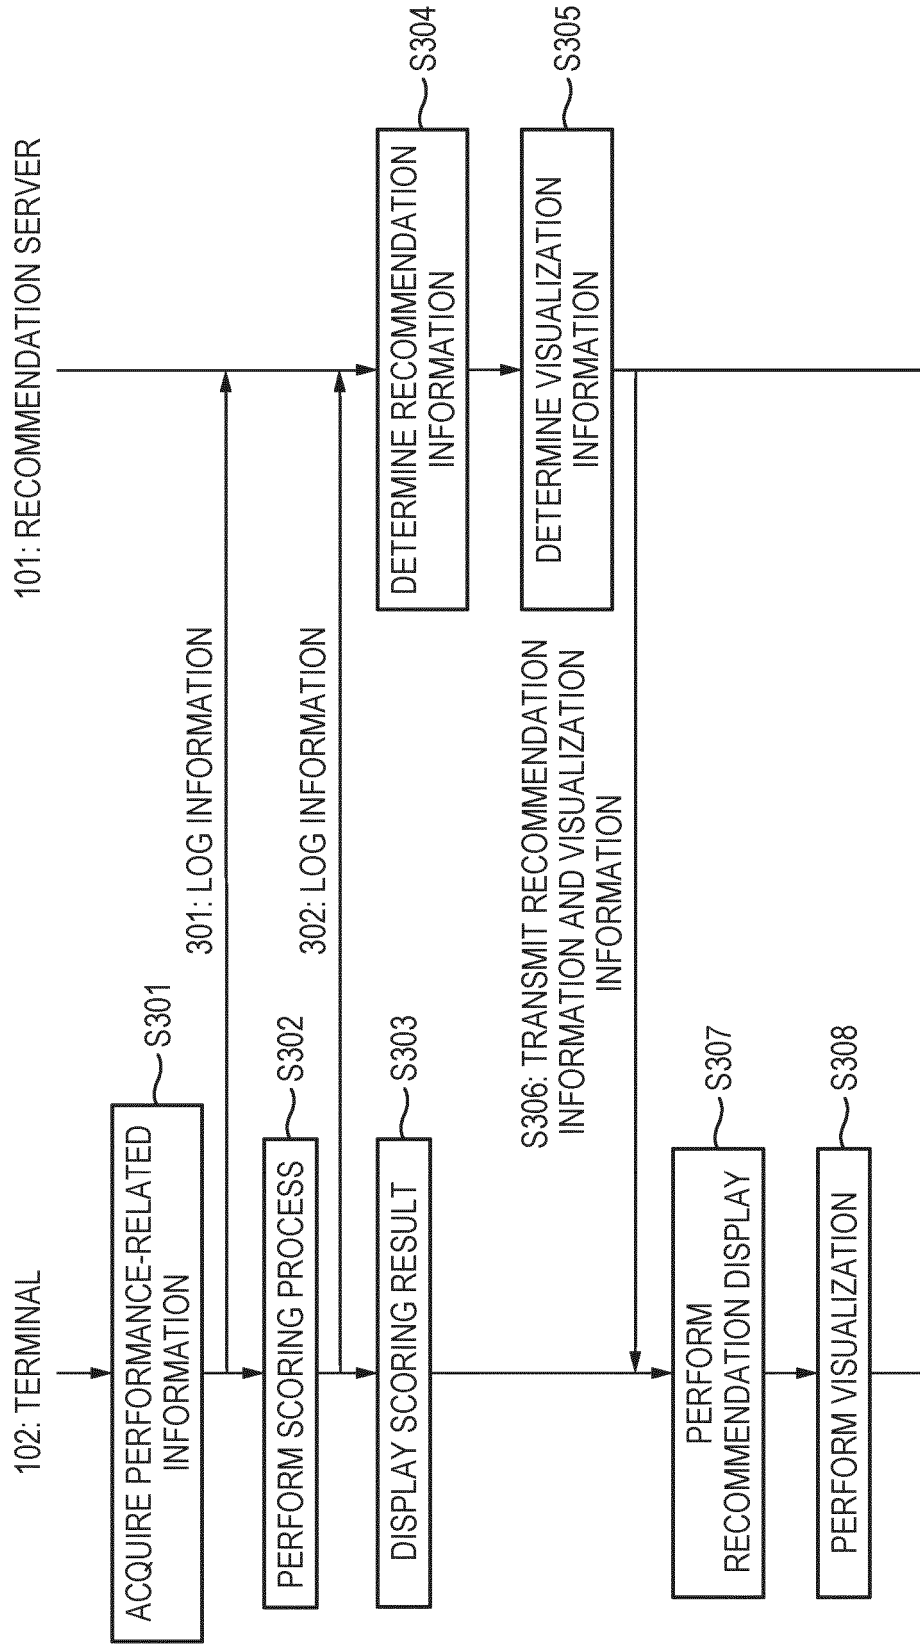 102: TERMINAL
101: RECOMMENDATION SERVER
ACQUIRE PERFORMANCE-RELATED
INFORMATION
S301
301: LOG INFORMATION
PERFORM SCORING PROCESS
S302
302: LOG INFORMATION
DISPLAY SCORING RESULT
S303
DETERMINE RECOMMENDATION
INFORMATION
S304
DETERMINE VISUALIZATION
INFORMATION
S305
S306: TRANSMIT RECOMMENDATION
INFORMATION AND VISUALIZATION
INFORMATION
PERFORM
RECOMMENDATION DISPLAY
S307
PERFORM VISUALIZATION
S308